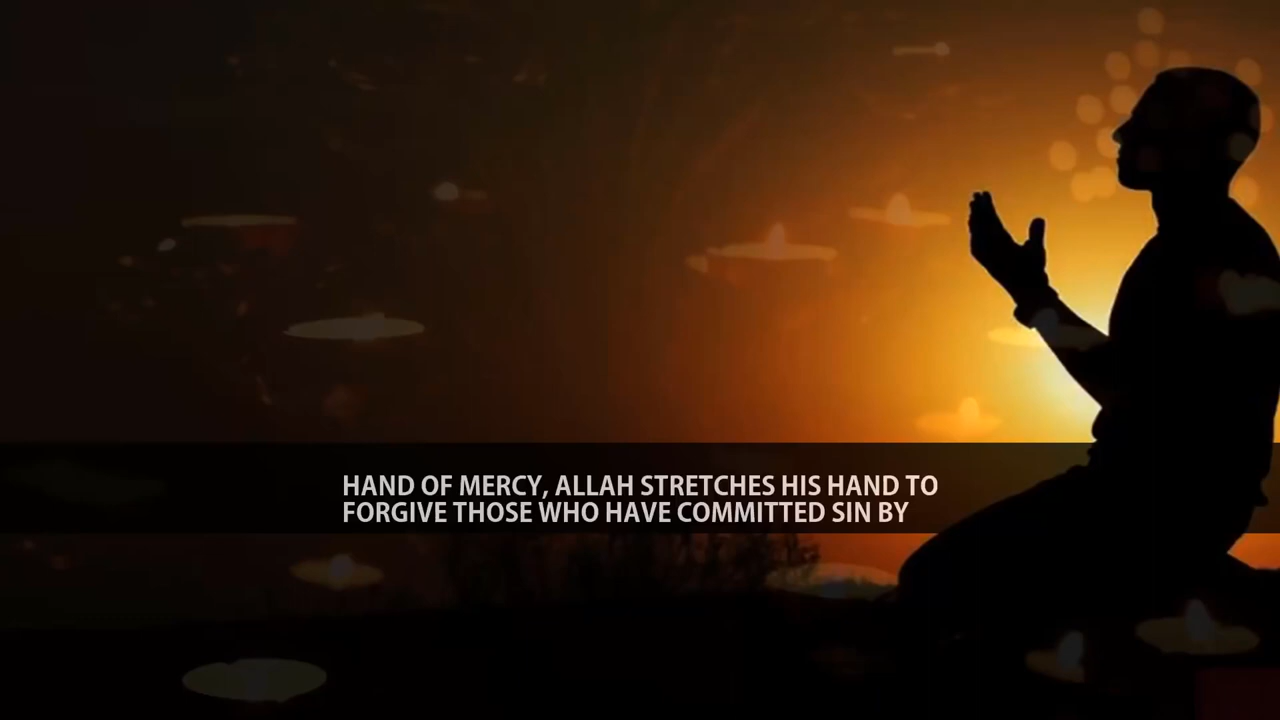 HAND OF MERCY, ALLAH STRETCHES HIS HAND TO
FORGIVE THOSE WHO HAVE COMMITTED SIN BY